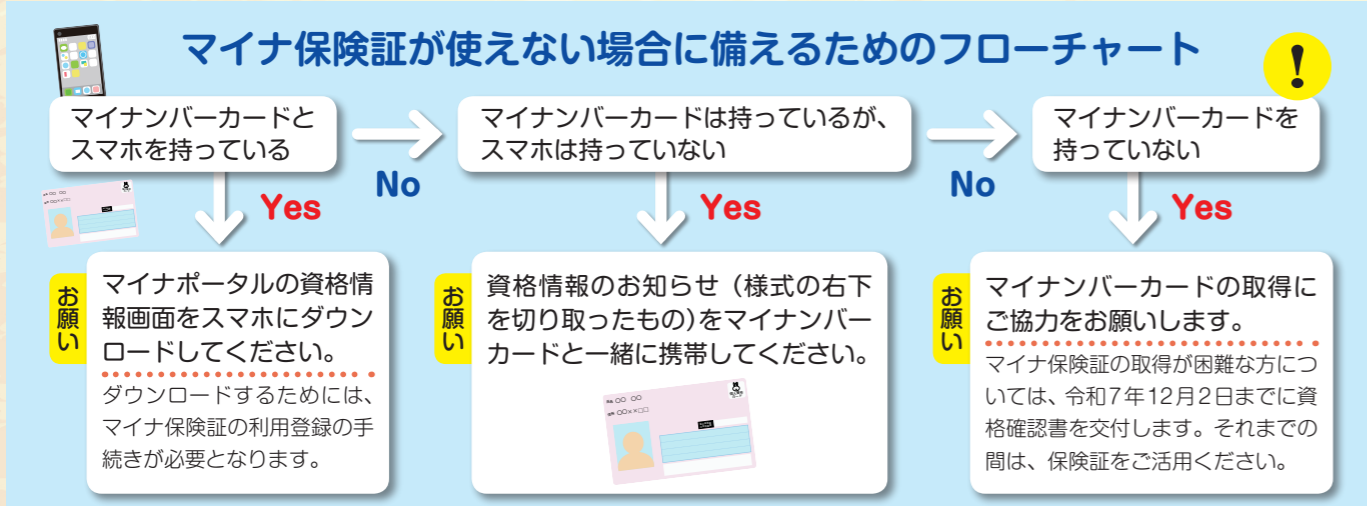 マイナ保険証が使えない場合に備えるためのフローチャート
!
マイナンバーカードと
スマホを持っている
No
マイナンバーカードは持っているが、
スマホは持っていない
No
マイナンバーカードを
持っていない
Yes
Yes
Yes
お願い
マイナポータルの資格情
報画面をスマホにダウン
ロードしてください。
ダウンロードするためには、
マイナ保険証の利用登録の手
続きが必要となります。
お願い
資格情報のお知らせ（様式の右下
を切り取ったもの）をマイナンバー
カードと一緒に携帯してください。
お願い
マイナンバーカードの取得に
ご協力をお願いします。
マイナ保険証の取得が困難な方につ
いては、令和7年12月2日までに資
格確認書を交付します。それまでの
間は、保険証をご活用ください。